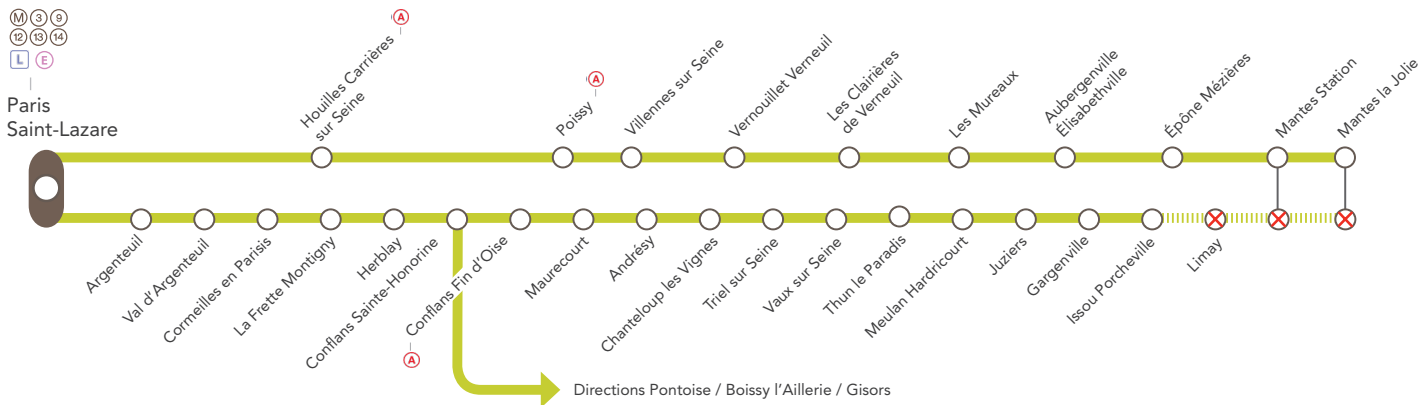 M 3 9
12 13 14
L E
Paris
Saint-Lazare
A
Houilles Carrières
sur Seine
A
Poissy
Villennes sur Seine
Vernouillet Verneuil
Les Clairières
de Verneuil
Les Mureaux
Aubergenville
Élisabethville
Épône Mézières
Mantes Station
Mantes la Jolie
Argenteuil
Val d'Argenteuil
Cormeilles en Parisis
La Frette Montigny
Herblay
Conflans Sainte-Honorine
Conflans Fin d'Oise
A
Maurecourt
Andrésy
Chanteloup les Vignes
Triel sur Seine
Vaux sur Seine
Thun le Paradis
Meulan Hardricourt
Juziers
Gargenville
Issou Porcheville
Limay
Directions Pontoise / Boissy l'Aillerie / Gisors